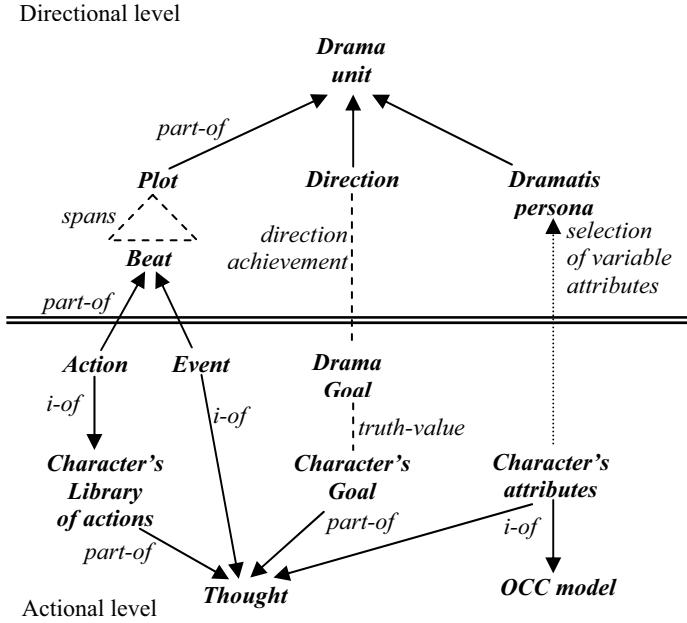 Directional level
Drama
unit
part-of
Plot
Direction
Dramatis
persona
spans
direction
achievement
selection
of variable
attributes
Beat
part-of
Action
Event
Drama
Goal
i-of
i-of
truth-value
Character's
Library
of actions
Character's
Goal
Character's
attributes
part-of
part-of
i-of
Thought
OCC model
Actional level